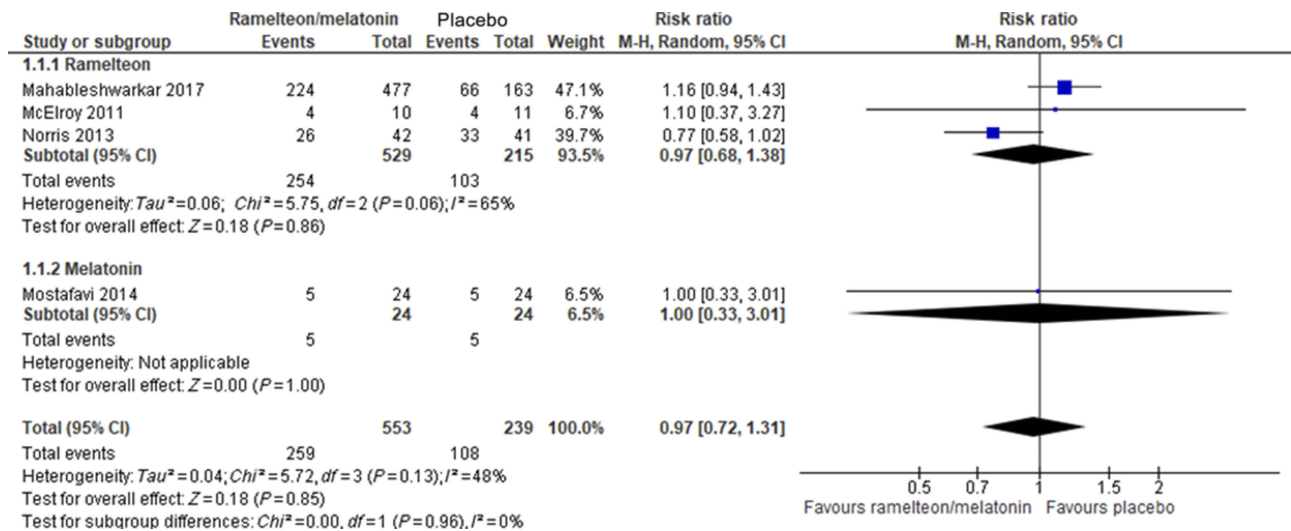 Ramelteon/melatonin Placebo Risk ratio Risk ratio
Study or subgroup Events Total Events Total Weight M-H, Random, 95% CI M-H, Random, 95% CI
1.1.1 Ramelteon
Mahableshwarkar 2017 224 477 66 163 47.1% 1.16 [0.94, 1.43]
McElroy 2011 4 10 4 11 6.7% 1.10 [0.37, 3.27]
Norris 2013 26 42 33 41 39.7% 0.77 [0.58, 1.02]
Subtotal (95% CI) 529 215 93.5% 0.97 [0.68, 1.38]
Total events 254 103
Heterogeneity: Tau²=0.06; Chi²=5.75, df=2 (P=0.06); I²=65%
Test for overall effect: Z=0.18 (P=0.86)
1.1.2 Melatonin
Mostafavi 2014 5 24 5 24 6.5% 1.00 [0.33, 3.01]
Subtotal (95% CI) 24 24 6.5% 1.00 [0.33, 3.01]
Total events 5 5
Heterogeneity: Not applicable
Test for overall effect: Z=0.00 (P=1.00)
Total (95% CI) 553 239 100.0% 0.97 [0.72, 1.31]
Total events 259 108
Heterogeneity: Tau²=0.04; Chi²=5.72, df=3 (P=0.13); I²=48%
Test for overall effect: Z=0.18 (P=0.85)
Test for subgroup differences: Chi²=0.00, df=1 (P=0.96), I²=0%
0.5 0.7 1 1.5 2
Favours ramelteon/melatonin Favours placebo